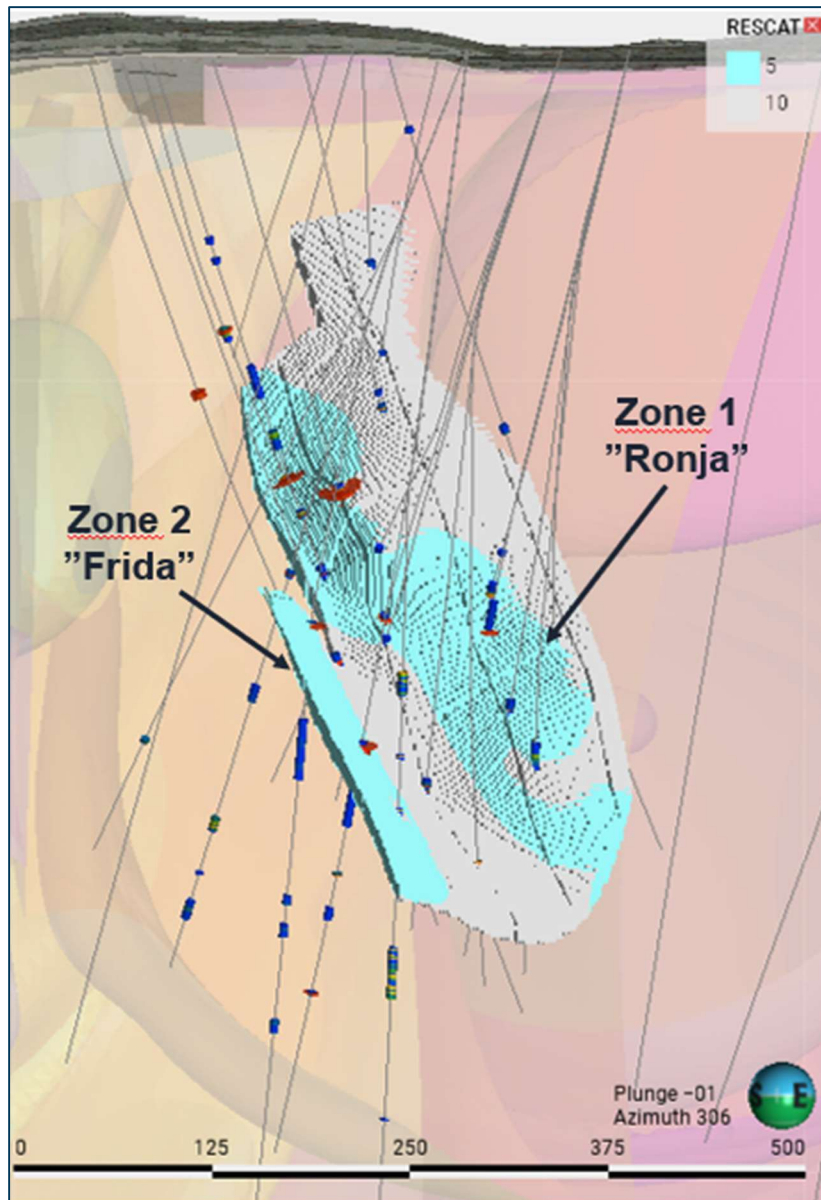 RESCAT
5
10
Zone 1
”Ronja”
Zone 2
”Frida”
Plunge −01
Azimuth 306
S E
0 125 250 375 500